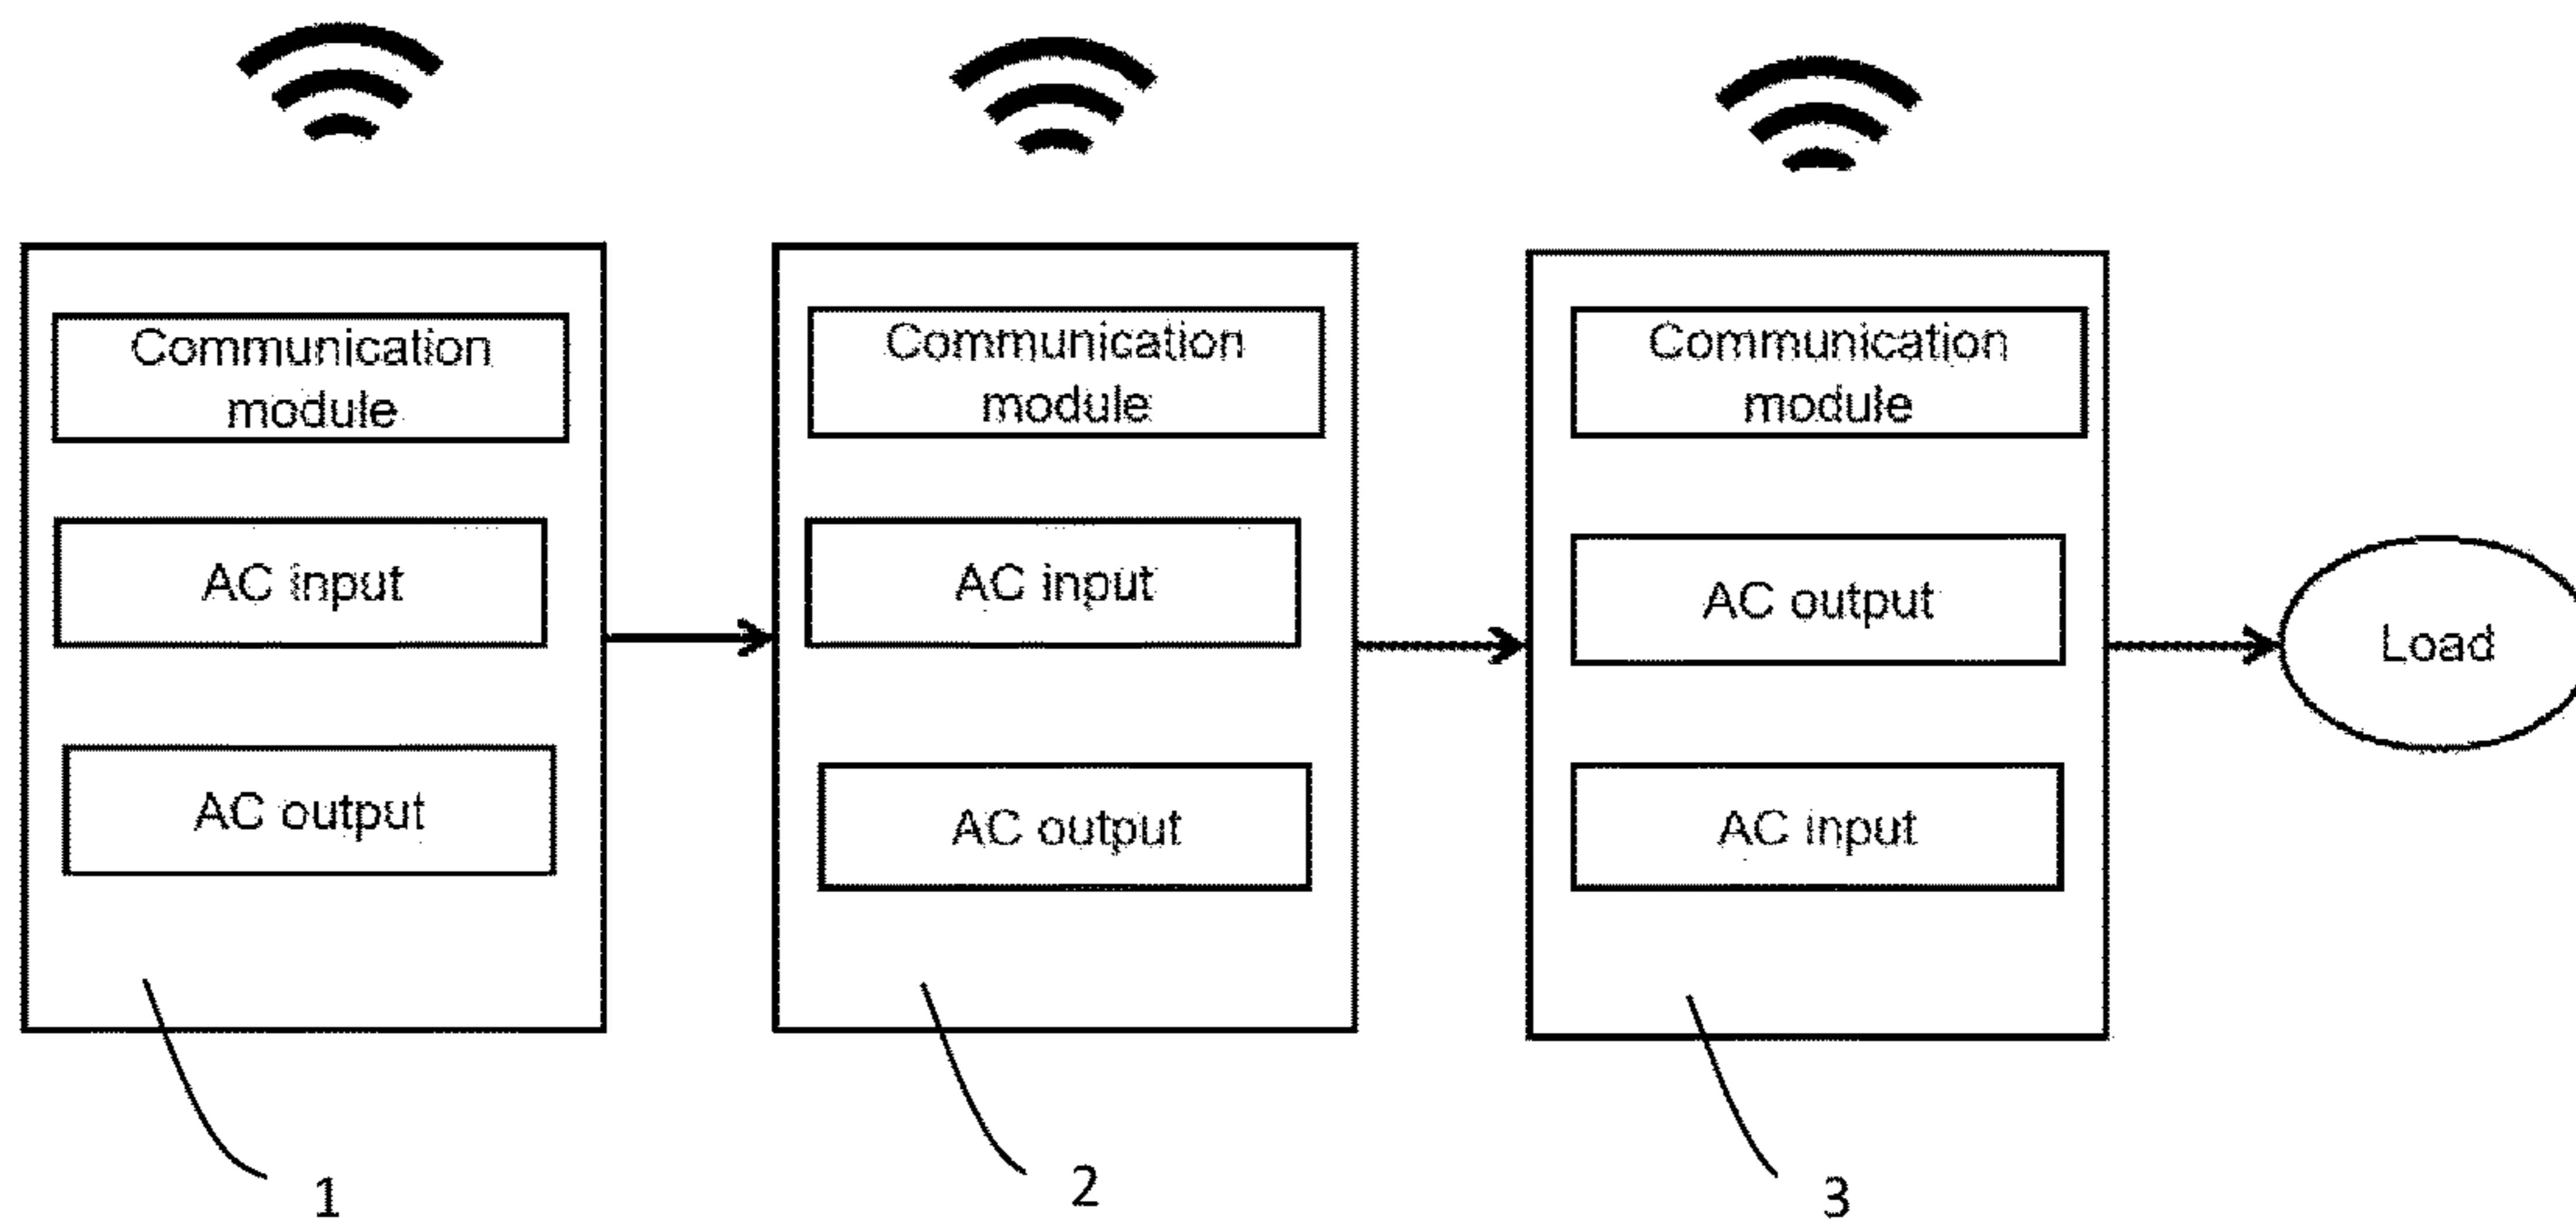 Communication
module
AC input
AC output
1
Communication
module
AC input
AC output
2
Communication
module
AC output
AC input
3
Load